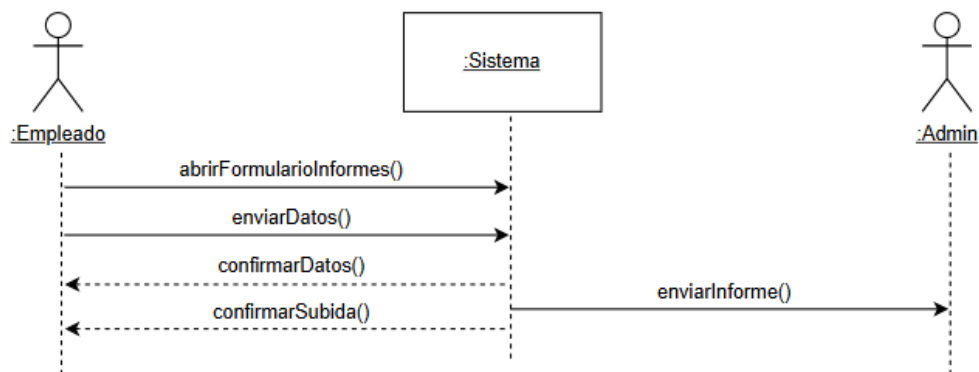 :Sistema
:Empleado
:Admin
abrirFormularioInformes()
enviarDatos()
confirmarDatos()
enviarInforme()
confirmarSubida()